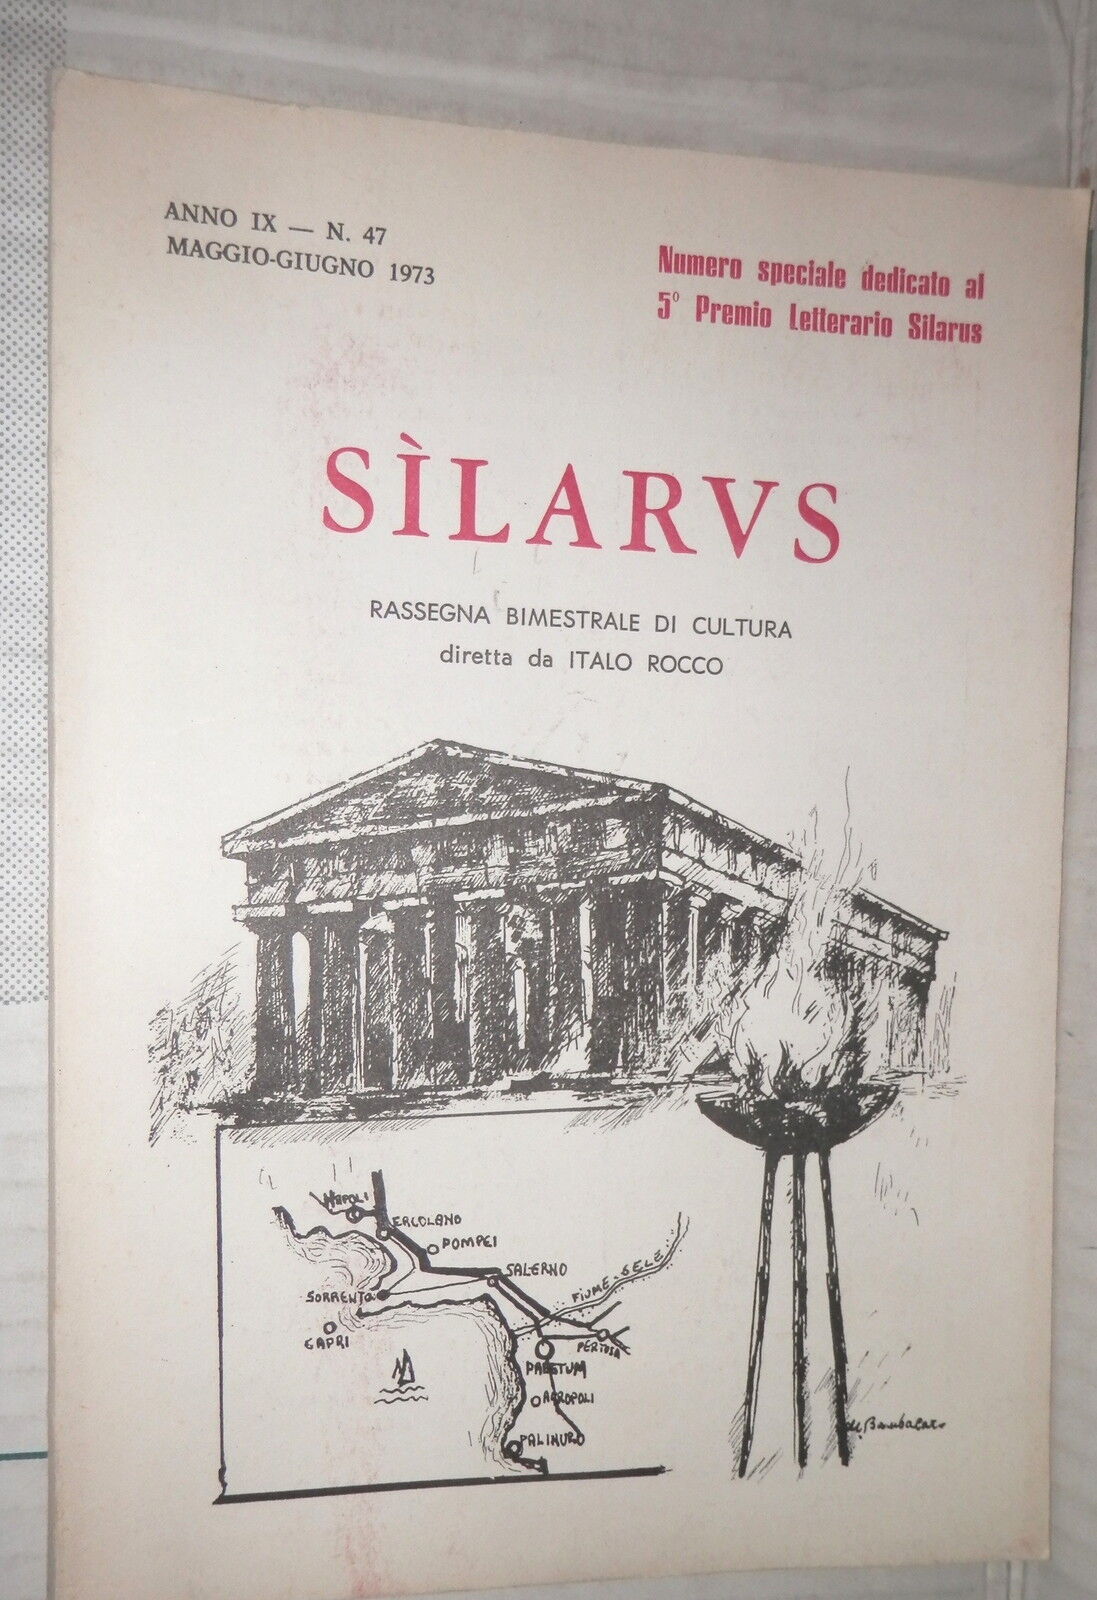 ANNO IX — N. 47
MAGGIO-GIUGNO 1973
Numero speciale dedicato al
5° Premio Letterario Silarus
SÌLARVS
RASSEGNA BIMESTRALE DI CULTURA
diretta da ITALO ROCCO
NAPOLI
ERCOLANO
POMPEI
SALERNO
SORRENTO
FIUME-SELE
CAPRI
PERTOSA
PAESTUM
AGROPOLI
PALINURO